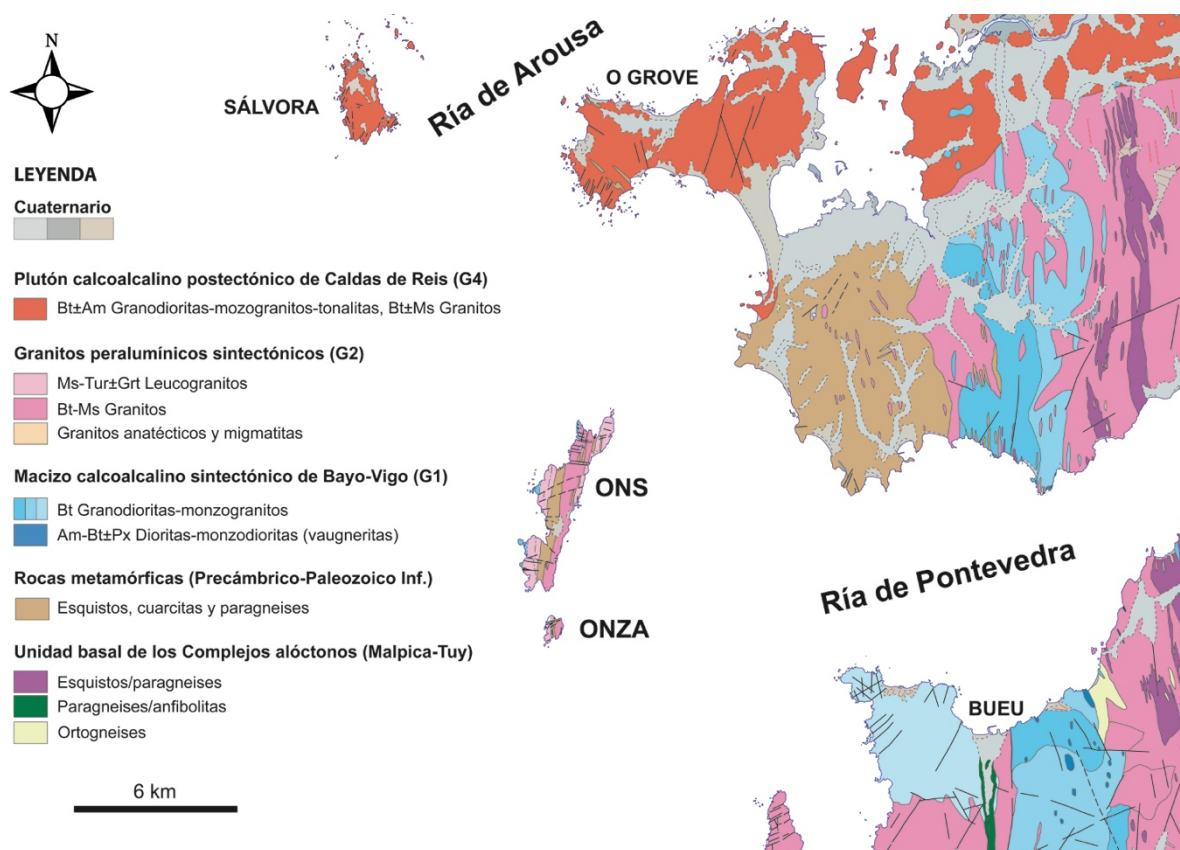 N
SÁLVORA
Ría de Arousa
O GROVE
LEYENDA
Cuaternario
Plutón calcoalcalino postectónico de Caldas de Reis (G4)
Bt±Am Granodioritas-mozogranitos-tonalitas, Bt±Ms Granitos
Granitos peralumínicos sintectónicos (G2)
Ms-Tur±Grt Leucogranitos
Bt-Ms Granitos
Granitos anatécticos y migmatitas
Macizo calcoalcalino sintectónico de Bayo-Vigo (G1)
Bt Granodioritas-monzogranitos
Am-Bt±Px Dioritas-monzodioritas (vaugneritas)
Rocas metamórficas (Precámbrico-Paleozoico Inf.)
Esquistos, cuarcitas y paragneises
Unidad basal de los Complejos alóctonos (Malpica-Tuy)
Esquistos/paragneises
Paragneises/anfibolitas
Ortogneises
6 km
ONS
ONZA
Ría de Pontevedra
BUEU